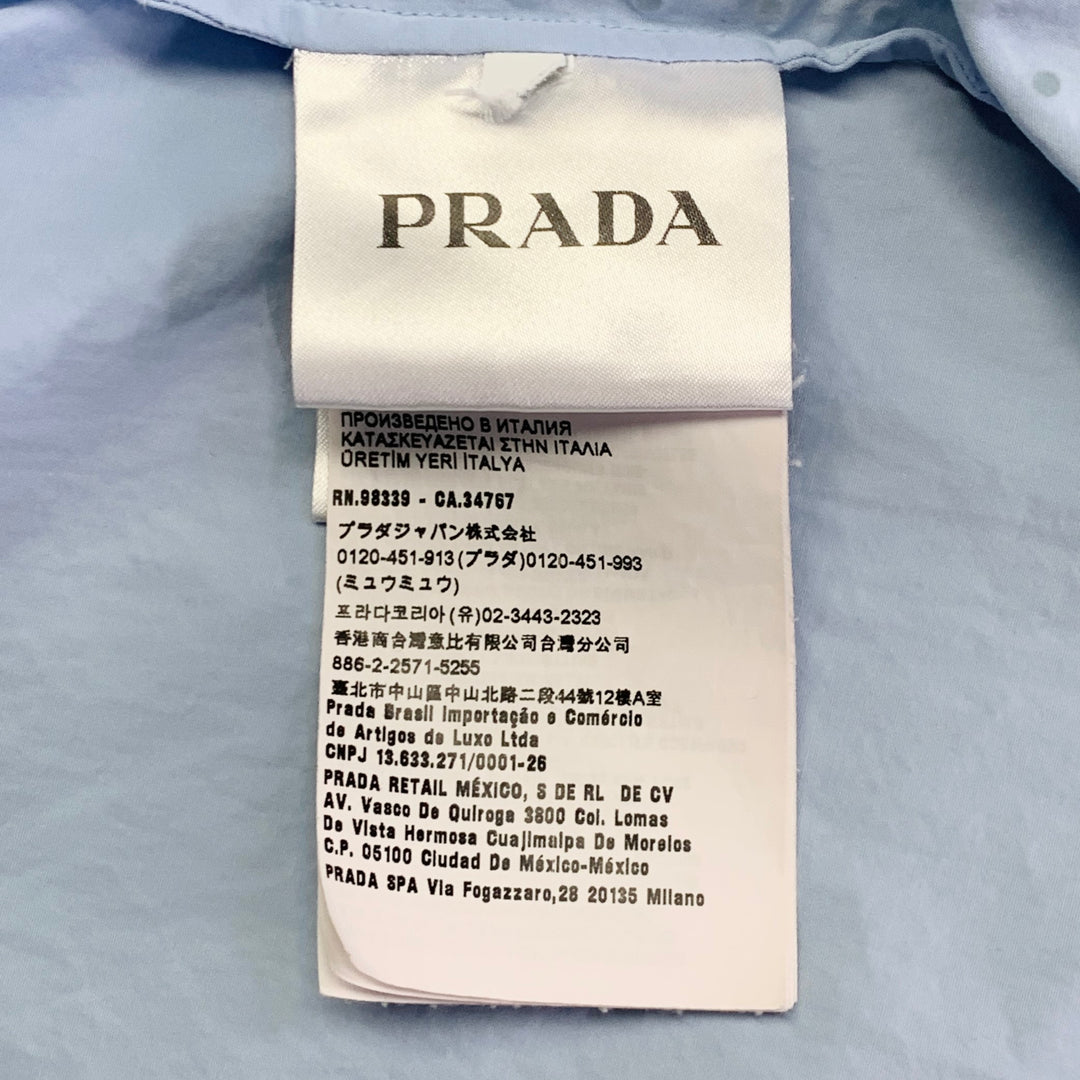 PRADA
ПРОИЗВЕДЕНО В ИТАЛИЯ
ΚΑΤΑΣΚΕΥΑΖΕΤΑΙ ΣΤΗΝ ΙΤΑΛΙΑ
ÜRETİM YERİ İTALYA
RN.98339 - CA.34767
プラダジャパン株式会社
0120-451-913(プラダ)0120-451-993
(ミュウミュウ)
프라다코리아(유)02-3443-2323
香港商台灣意比有限公司台灣分公司
886-2-2571-5255
臺北市中山區中山北路二段44號12樓A室
Prada Brasil Importação e Comércio
de Artigos de Luxo Ltda
CNPJ 13.633.271/0001-26
PRADA RETAIL MÉXICO, S DE RL DE CV
AV. Vasco De Quiroga 3800 Col. Lomas
De Vista Hermosa Cuajimalpa De Morelos
C.P. 05100 Ciudad De México-México
PRADA SPA Via Fogazzaro,28 20135 Milano